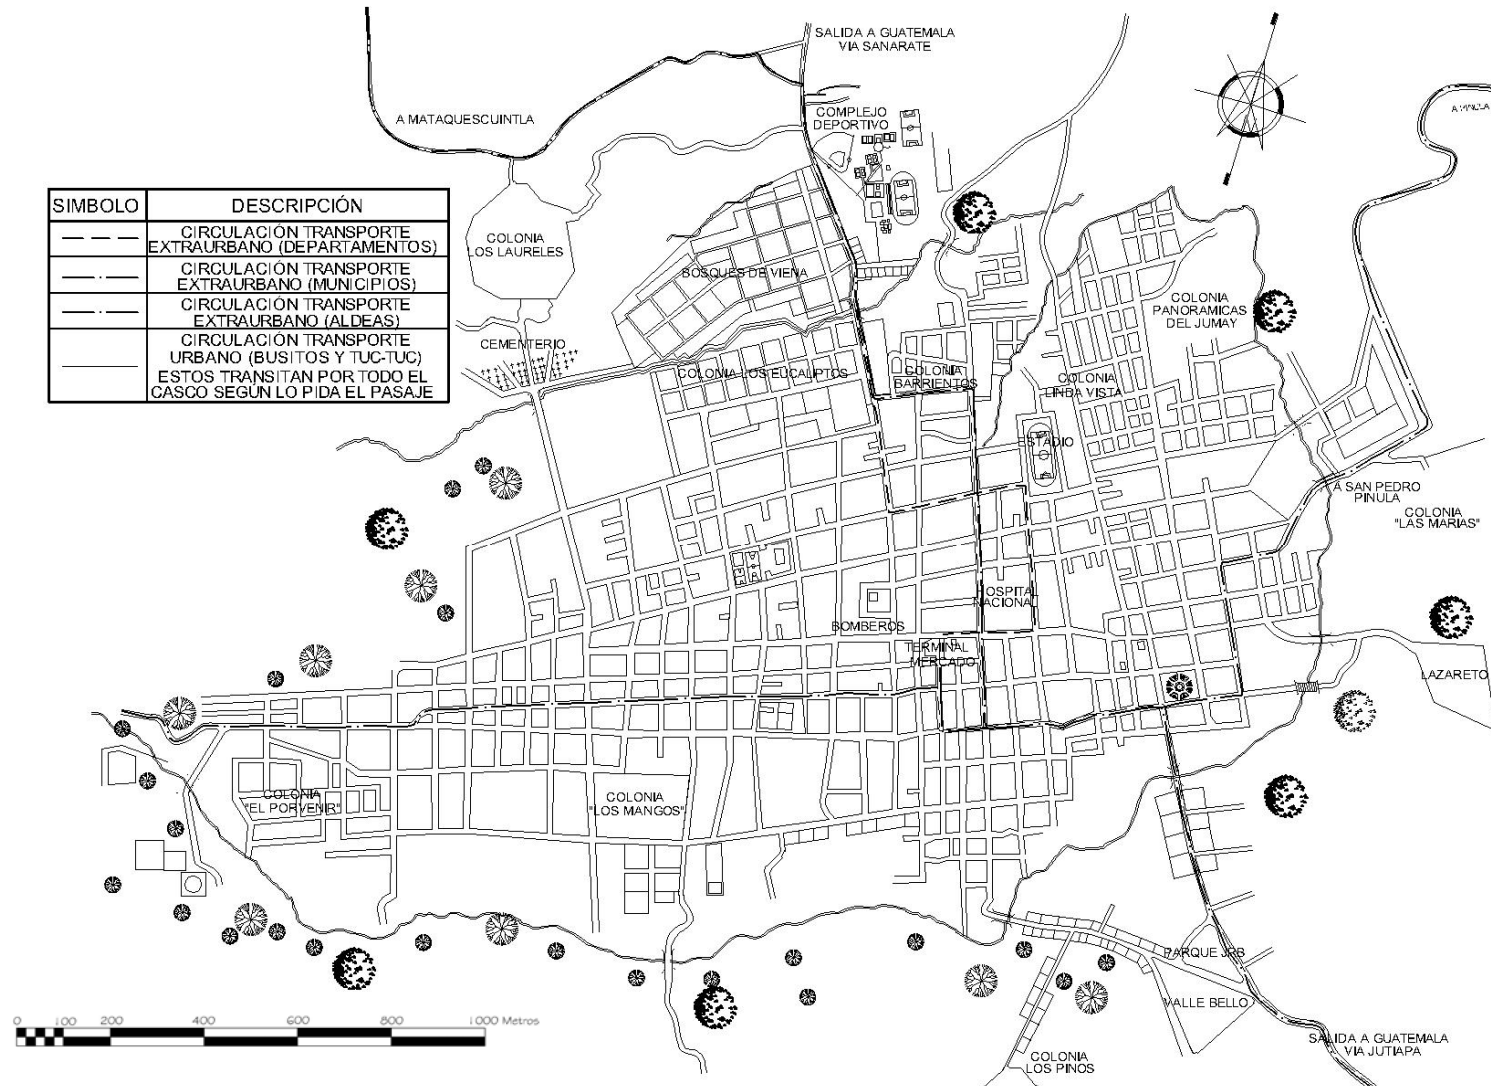 SALIDA A GUATEMALA
VIA SANARATE
A MATAQUESCUINTLA
COMPLEJO
DEPORTIVO
SIMBOLO DESCRIPCIÓN
CIRCULACIÓN TRANSPORTE
EXTRAURBANO (DEPARTAMENTOS)
CIRCULACIÓN TRANSPORTE
EXTRAURBANO (MUNICIPIOS)
CIRCULACIÓN TRANSPORTE
EXTRAURBANO (ALDEAS)
CIRCULACIÓN TRANSPORTE
URBANO (BUSITOS Y TUC-TUC)
ESTOS TRANSITAN POR TODO EL
CASCO SEGÚN LO PIDA EL PASAJE
COLONIA
LOS LAURELES
BOSQUES DE VIENA
COLONIA
PANORAMICAS
DEL JUMAY
CEMENTERIO
COLONIA LOS EUCALIPTOS
COLONIA
BARRIENTOS
COLONIA
LINDA VISTA
ESTADIO
A SAN PEDRO
PINULA
COLONIA
"LAS MARIAS"
HOSPITAL
NACIONAL
BOMBEROS
TERMINAL
MERCADO
LAZARETO
COLONIA
"EL PORVENIR"
COLONIA
"LOS MANGOS"
PARQUE JRB
VALLE BELLO
SALIDA A GUATEMALA
VIA JUTIAPA
COLONIA
LOS PINOS
0 100 200 400 600 800 1000 Metros